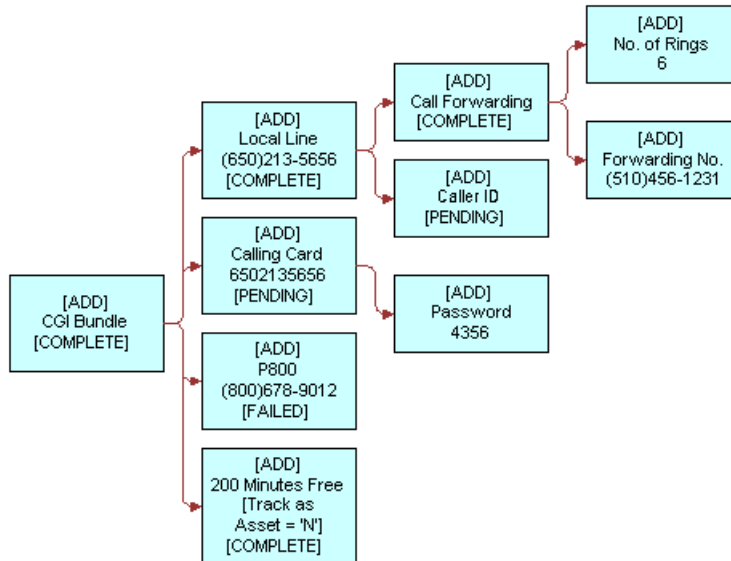 [ADD]
CGI Bundle
[COMPLETE]
[ADD]
Local Line
(650)213-5656
[COMPLETE]
[ADD]
Calling Card
6502135656
[PENDING]
[ADD]
P800
(800)678-9012
[FAILED]
[ADD]
200 Minutes Free
[Track as
Asset = 'N']
[COMPLETE]
[ADD]
Call Forwarding
[COMPLETE]
[ADD]
Caller ID
[PENDING]
[ADD]
Password
4356
[ADD]
No. of Rings
6
[ADD]
Forwarding No.
(510)456-1231